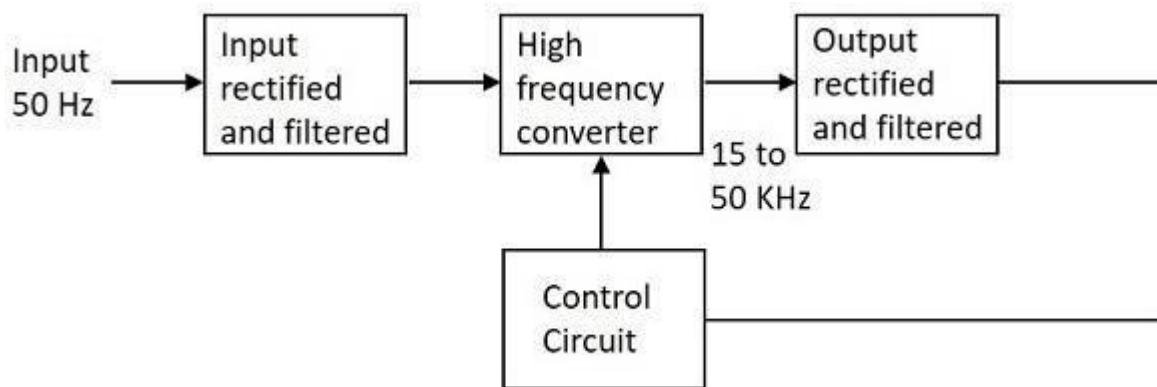 Input
50 Hz
Input
rectified
and filtered
High
frequency
converter
15 to
50 KHz
Output
rectified
and filtered
Control
Circuit